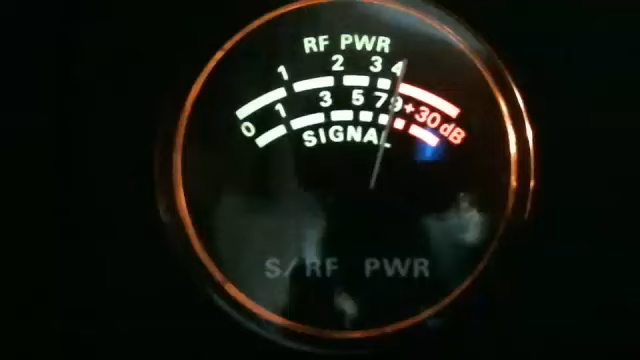 RF PWR
1 2 3 4
0 1 3 5 7 9 +30dB
SIGNAL
S/RF PWR